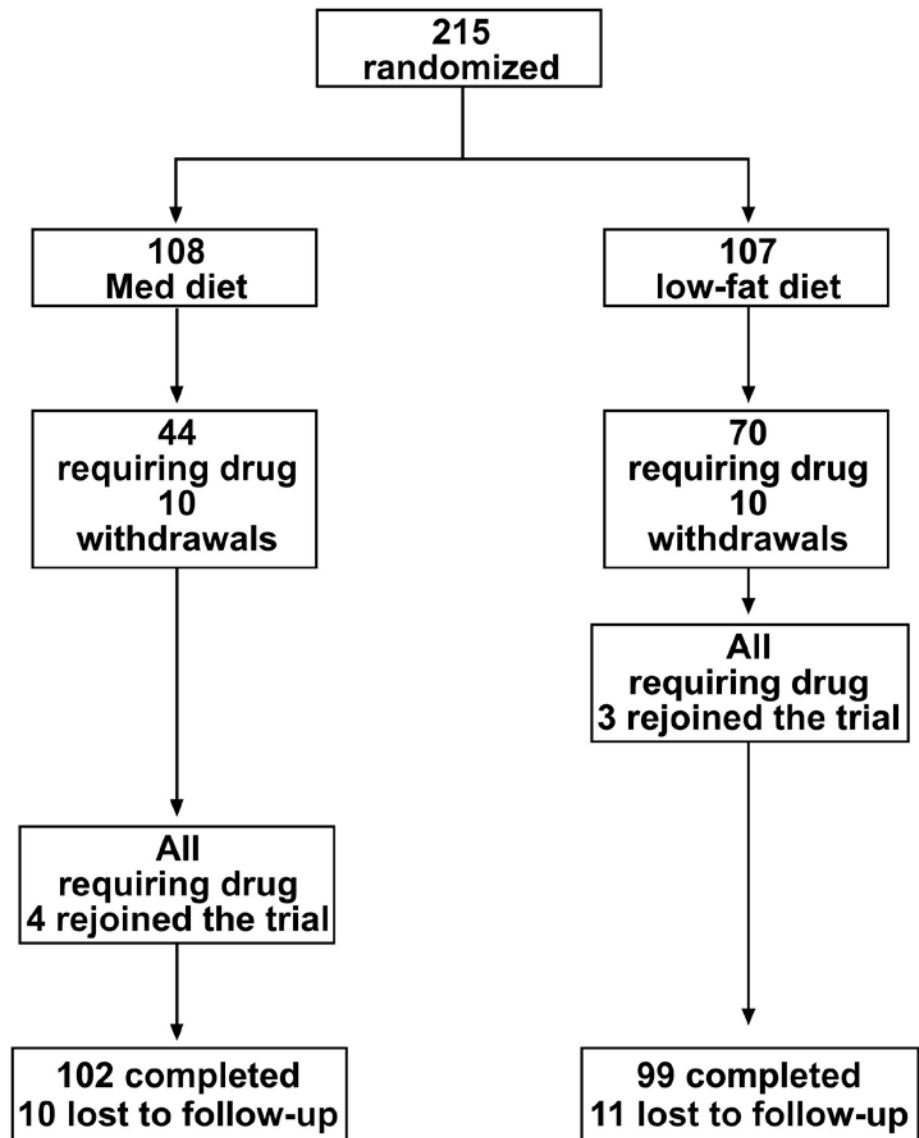 215
randomized
108
Med diet
107
low-fat diet
44
requiring drug
10
withdrawals
70
requiring drug
10
withdrawals
All
requiring drug
3 rejoined the trial
All
requiring drug
4 rejoined the trial
102 completed
10 lost to follow-up
99 completed
11 lost to follow-up